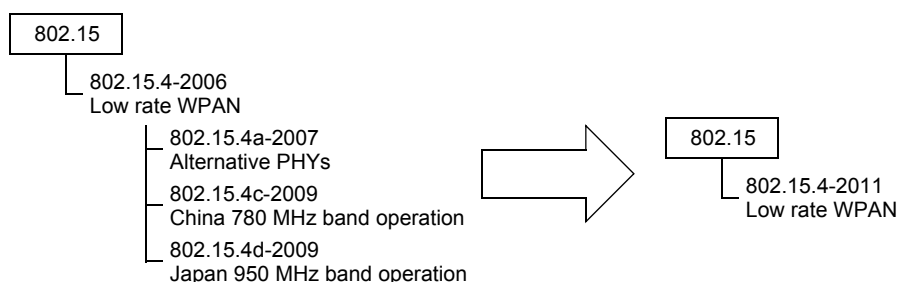 802.15
802.15.4-2006
Low rate WPAN
802.15.4a-2007
Alternative PHYs
802.15.4c-2009
China 780 MHz band operation
802.15.4d-2009
Japan 950 MHz band operation
802.15
802.15.4-2011
Low rate WPAN